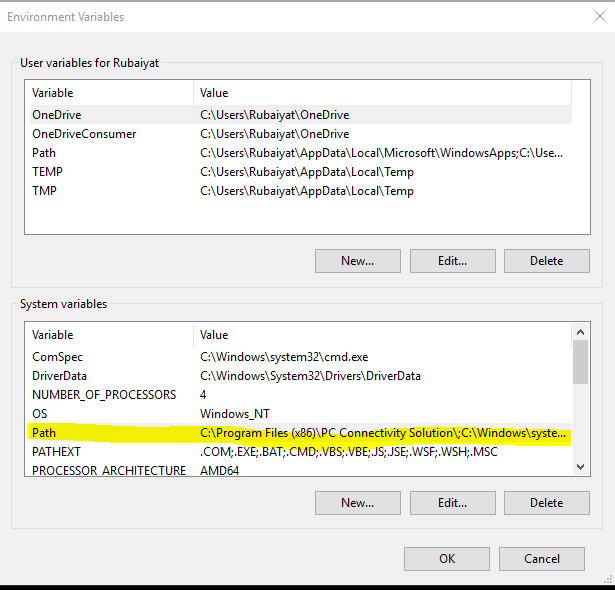 Environment Variables
User variables for Rubaiyat
Variable Value
OneDrive C:\Users\Rubaiyat\OneDrive
OneDriveConsumer C:\Users\Rubaiyat\OneDrive
Path C:\Users\Rubaiyat\AppData\Local\Microsoft\WindowsApps;C:\Use...
TEMP C:\Users\Rubaiyat\AppData\Local\Temp
TMP C:\Users\Rubaiyat\AppData\Local\Temp
New... Edit... Delete
System variables
Variable Value
ComSpec C:\Windows\system32\cmd.exe
DriverData C:\Windows\System32\Drivers\DriverData
NUMBER_OF_PROCESSORS 4
OS Windows_NT
Path C:\Program Files (x86)\PC Connectivity Solution\;C:\Windows\syste...
PATHEXT .COM;.EXE;.BAT;.CMD;.VBS;.VBE;.JS;.JSE;.WSF;.WSH;.MSC
PROCESSOR_ARCHITECTURE AMD64
New... Edit... Delete
OK Cancel